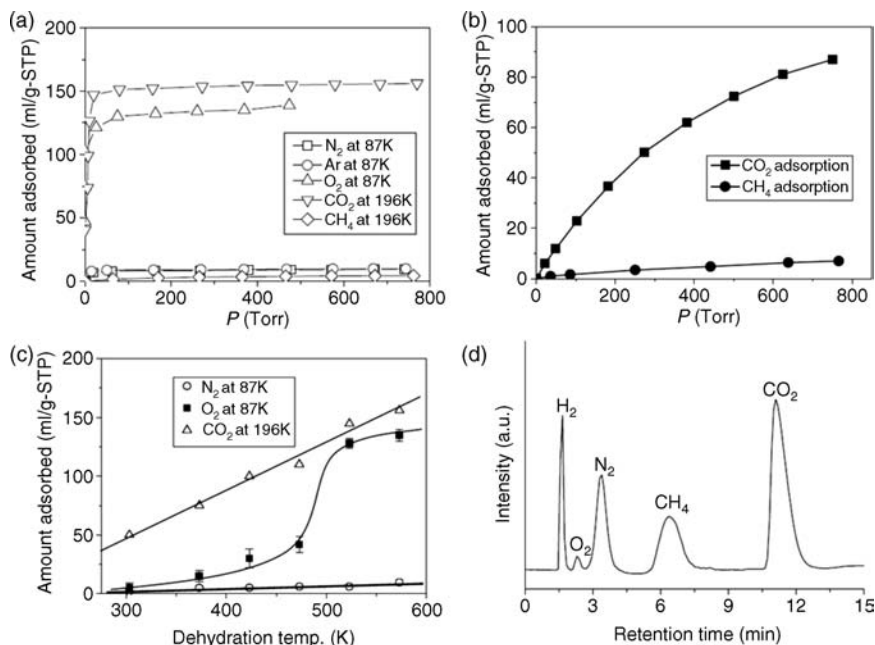 (a)
200
150
100
50
0
Amount adsorbed (ml/g-STP)
N₂ at 87K
Ar at 87K
O₂ at 87K
CO₂ at 196K
CH₄ at 196K
0 200 400 600 800
P (Torr)
(b)
100
80
60
40
20
0
Amount adsorbed (ml/g-STP)
CO₂ adsorption
CH₄ adsorption
0 200 400 600 800
P (Torr)
(c)
200
150
100
50
0
Amount adsorbed (ml/g-STP)
N₂ at 87K
O₂ at 87K
CO₂ at 196K
300 400 500 600
Dehydration temp. (K)
(d)
Intensity (a.u.)
H₂
O₂
N₂
CH₄
CO₂
0 3 6 9 12 15
Retention time (min)